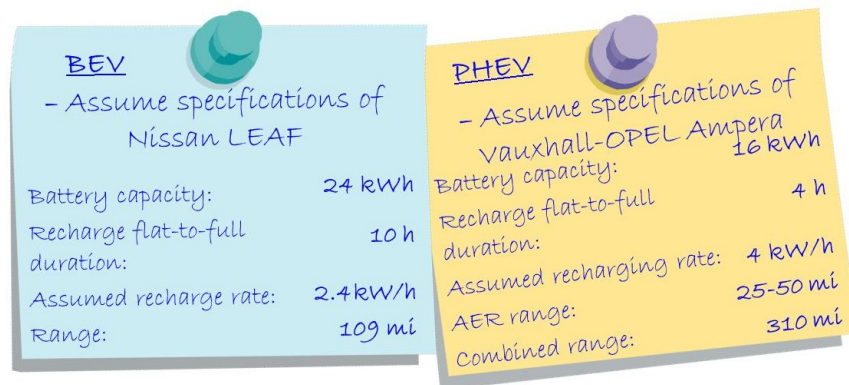 BEV
- Assume specifications of
Nissan LEAF
Battery capacity: 24 kWh
Recharge flat-to-full
duration: 10 h
Assumed recharge rate: 2.4kW/h
Range: 109 mi
PHEV
- Assume specifications of
Vauxhall-OPEL Ampera
Battery capacity: 16 kWh
Recharge flat-to-full
duration: 4 h
Assumed recharging rate: 4 kW/h
AER range: 25-50 mi
Combined range: 310 mi